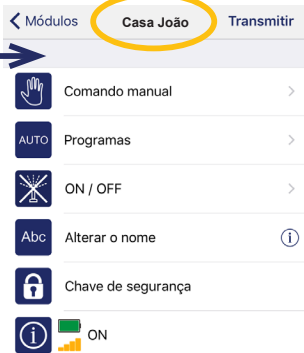 Módulos Casa João Transmitir
Comando manual
AUTO Programas
ON / OFF
Abc Alterar o nome
Chave de segurança
ON